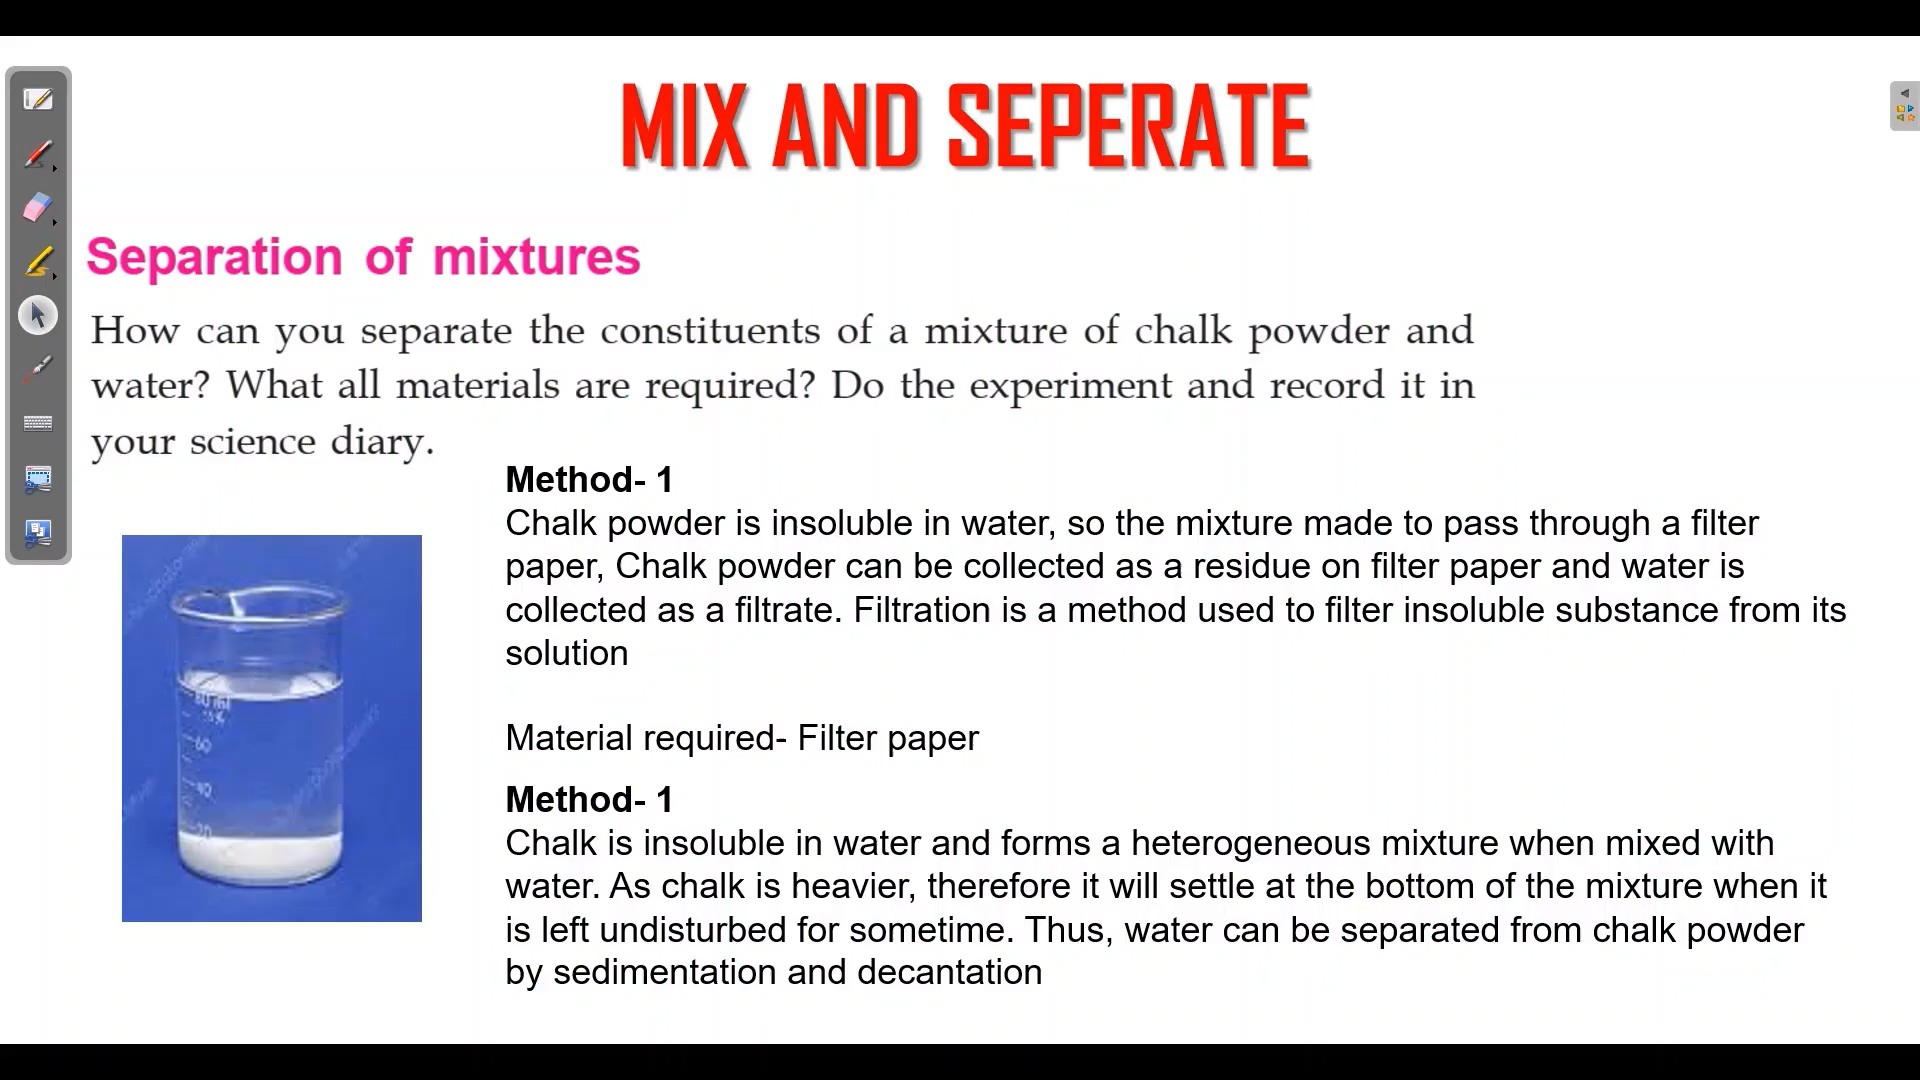 MIX AND SEPERATE
Separation of mixtures
How can you separate the constituents of a mixture of chalk powder and
water? What all materials are required? Do the experiment and record it in
your science diary.
Method- 1
Chalk powder is insoluble in water, so the mixture made to pass through a filter
paper, Chalk powder can be collected as a residue on filter paper and water is
collected as a filtrate. Filtration is a method used to filter insoluble substance from its
solution
Material required- Filter paper
Method- 1
Chalk is insoluble in water and forms a heterogeneous mixture when mixed with
water. As chalk is heavier, therefore it will settle at the bottom of the mixture when it
is left undisturbed for sometime. Thus, water can be separated from chalk powder
by sedimentation and decantation
80 ml
60
40
20